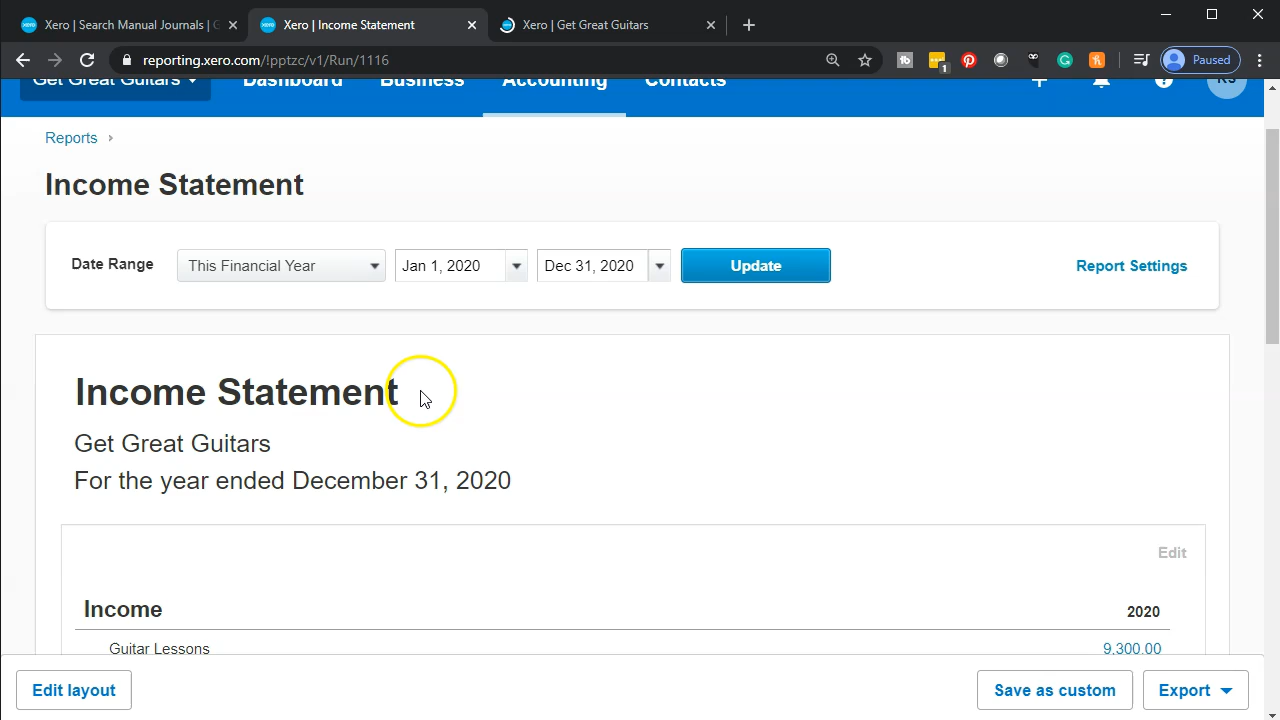 Xero | Search Manual Journals | G
Xero | Income Statement
Xero | Get Great Guitars
reporting.xero.com/!pptzc/v1/Run/1116
1
Paused
Get Great Guitars
Dashboard
Business
Accounting
Contacts
KS
Reports
Income Statement
Date Range
This Financial Year
Jan 1, 2020
Dec 31, 2020
Update
Report Settings
Income Statement
Get Great Guitars
For the year ended December 31, 2020
Edit
Income
2020
Guitar Lessons
9,300.00
Edit layout
Save as custom
Export